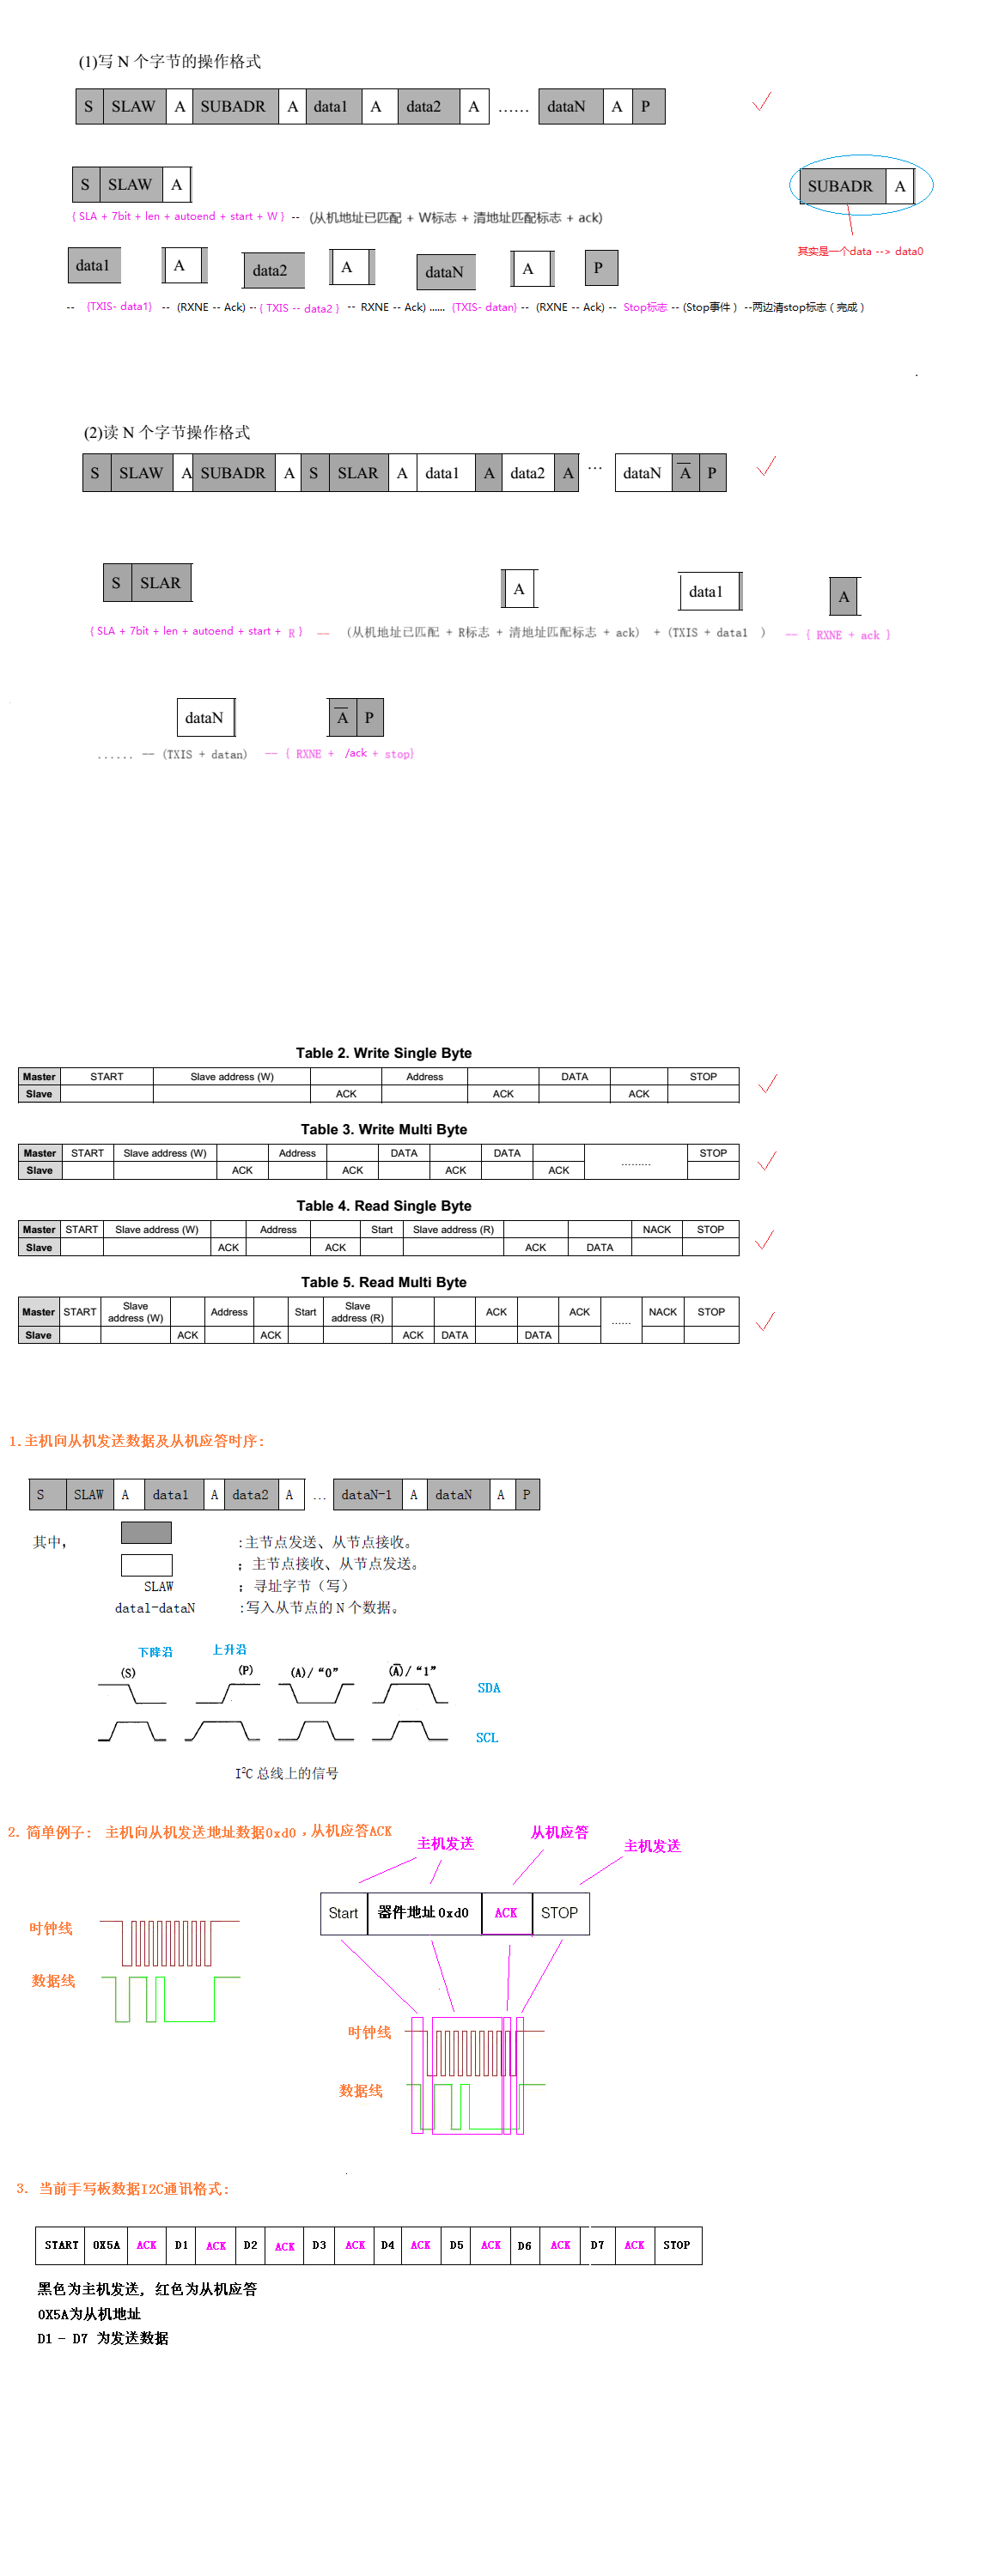 (1)写 N 个字节的操作格式
S SLAW A SUBADR A data1 A data2 A …… dataN A P
S SLAW A
SUBADR A
{ SLA + 7bit + len + autoend + start + W } -- (从机地址已匹配 + W标志 + 清地址匹配标志 + ack)
其实是一个data --> data0
data1 A data2 A dataN A P
-- {TXIS- data1} -- (RXNE -- Ack) -- { TXIS -- data2 } -- RXNE -- Ack) ...... {TXIS- datan} -- (RXNE -- Ack) -- Stop标志 -- (Stop事件 ) --两边清stop标志 ( 完成 )
(2)读 N 个字节操作格式
S SLAW A SUBADR A S SLAR A data1 A data2 A … dataN A̅ P
S SLAR A data1 A
{ SLA + 7bit + len + autoend + start + R } -- (从机地址已匹配 + R标志 + 清地址匹配标志 + ack) + (TXIS + data1 ) -- { RXNE + ack }
dataN A̅ P
...... -- (TXIS + datan) -- { RXNE + /ack + stop}
Table 2. Write Single Byte
Master START Slave address (W) Address DATA STOP
Slave ACK ACK ACK
Table 3. Write Multi Byte
Master START Slave address (W) Address DATA DATA ......... STOP
Slave ACK ACK ACK ACK
Table 4. Read Single Byte
Master START Slave address (W) Address Start Slave address (R) NACK STOP
Slave ACK ACK ACK DATA
Table 5. Read Multi Byte
Master START Slave address (W) Address Start Slave address (R) ACK ACK ...... NACK STOP
Slave ACK ACK ACK DATA DATA
1.主机向从机发送数据及从机应答时序:
S SLAW A data1 A data2 A … dataN-1 A dataN A P
其中，
:主节点发送、从节点接收。
；主节点接收、从节点发送。
SLAW ；寻址字节（写）
data1-dataN :写入从节点的 N 个数据。
下降沿 上升沿
(S) (P) (A)/“0” (A̅)/“1”
SDA
SCL
I²C 总线上的信号
2. 简单例子: 主机向从机发送地址数据0xd0，从机应答ACK
主机发送 从机应答 主机发送
Start 器件地址0xd0 ACK STOP
时钟线
数据线
时钟线
数据线
3. 当前手写板数据I2C通讯格式:
START 0X5A ACK D1 ACK D2 ACK D3 ACK D4 ACK D5 ACK D6 ACK D7 ACK STOP
黑色为主机发送, 红色为从机应答
0X5A为从机地址
D1 - D7 为发送数据